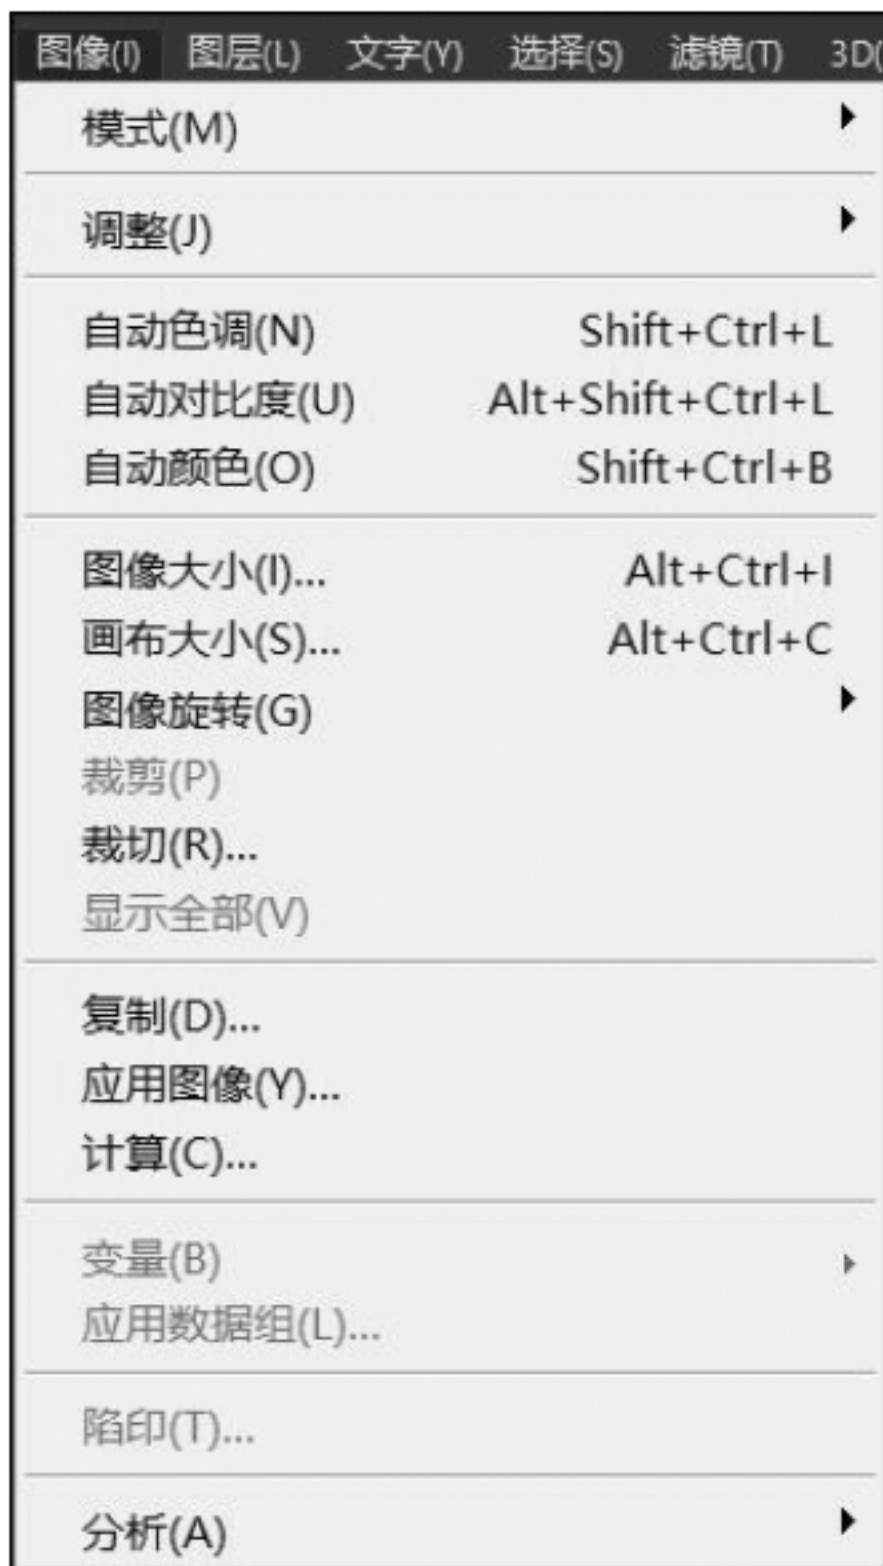 图像(I) 图层(L) 文字(Y) 选择(S) 滤镜(T) 3D(
模式(M)
调整(J)
自动色调(N) Shift+Ctrl+L
自动对比度(U) Alt+Shift+Ctrl+L
自动颜色(O) Shift+Ctrl+B
图像大小(I)... Alt+Ctrl+I
画布大小(S)... Alt+Ctrl+C
图像旋转(G)
裁剪(P)
裁切(R)...
显示全部(V)
复制(D)...
应用图像(Y)...
计算(C)...
变量(B)
应用数据组(L)...
陷印(T)...
分析(A)